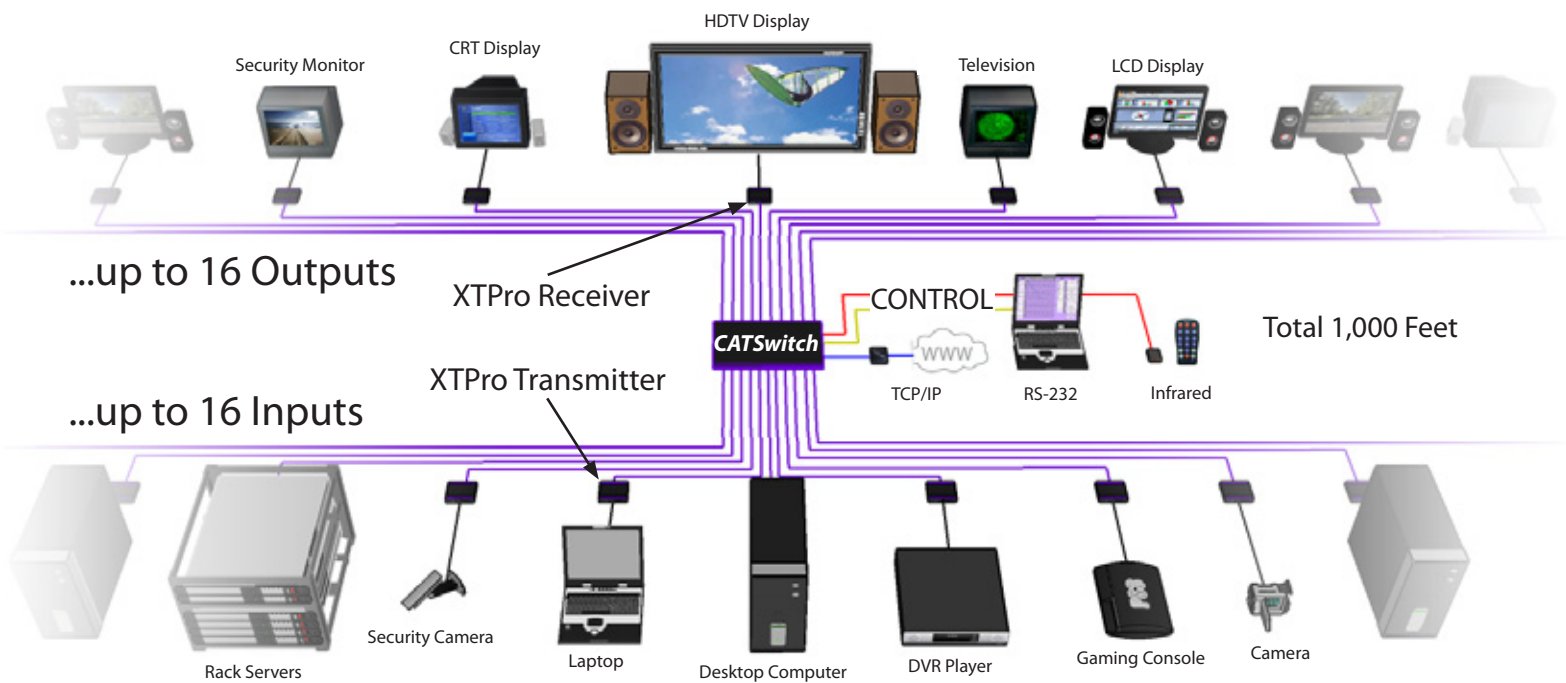 HDTV Display
CRT Display
Security Monitor
Television
LCD Display
...up to 16 Outputs
XTPro Receiver
CONTROL
CATSwitch
WWW
Total 1,000 Feet
TCP/IP
RS-232
Infrared
XTPro Transmitter
...up to 16 Inputs
Security Camera
Laptop
Rack Servers
Desktop Computer
DVR Player
Gaming Console
Camera